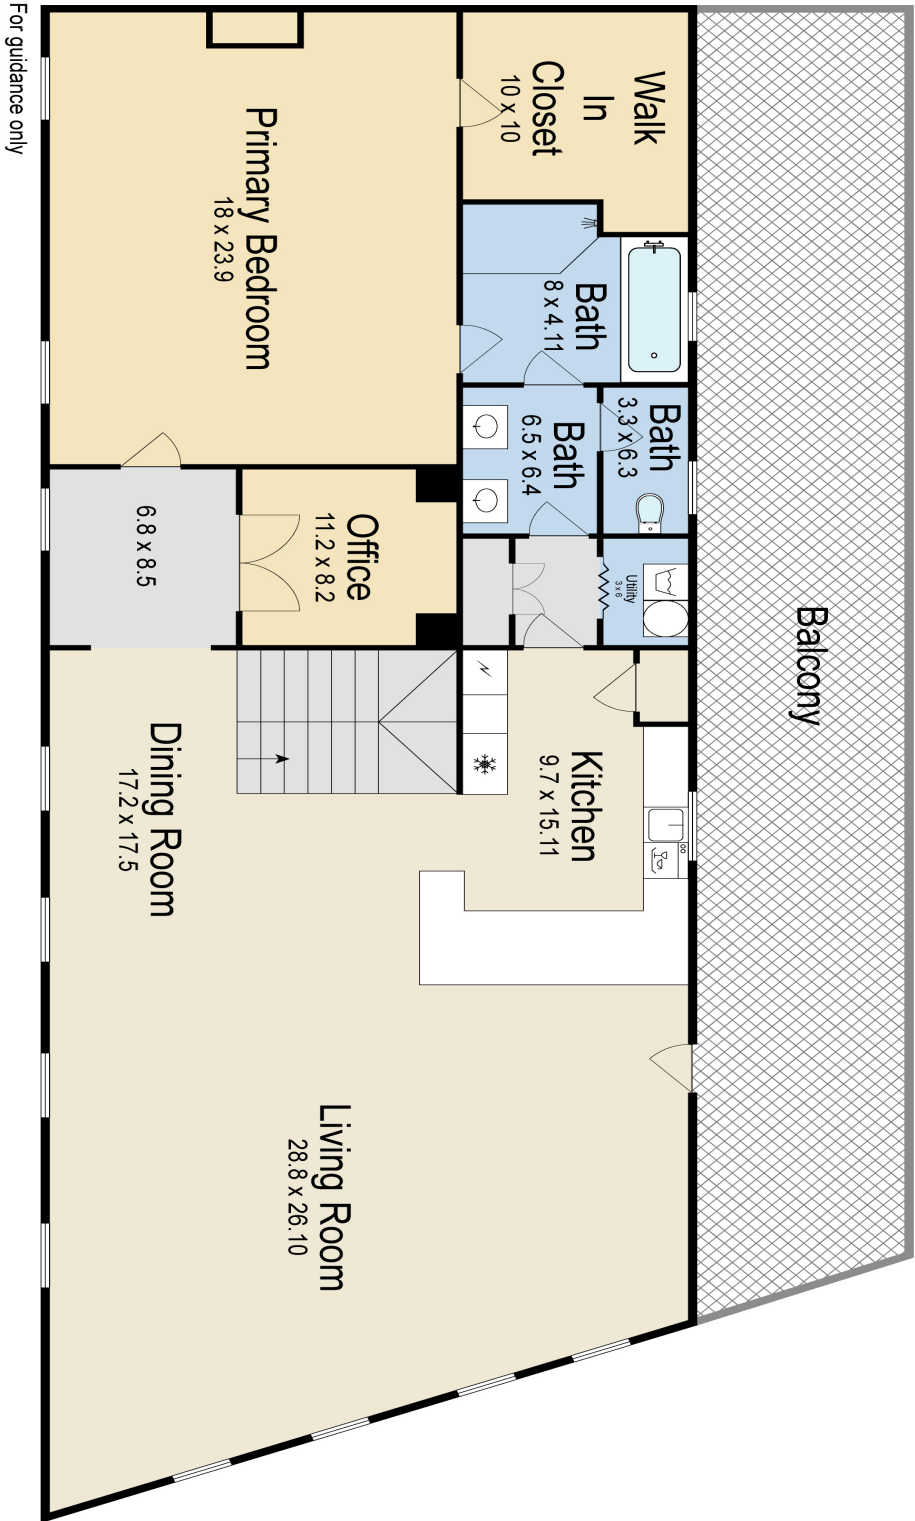 Balcony
Walk
In
Closet
10 x 10
Bath
8 x 4.11
Bath
3.3 x 6.3
Bath
6.5 x 6.4
Utility
3 x 6
Kitchen
9.7 x 15.11
Primary Bedroom
18 x 23.9
Office
11.2 x 8.2
6.8 x 8.5
Dining Room
17.2 x 17.5
Living Room
28.8 x 26.10
For guidance only